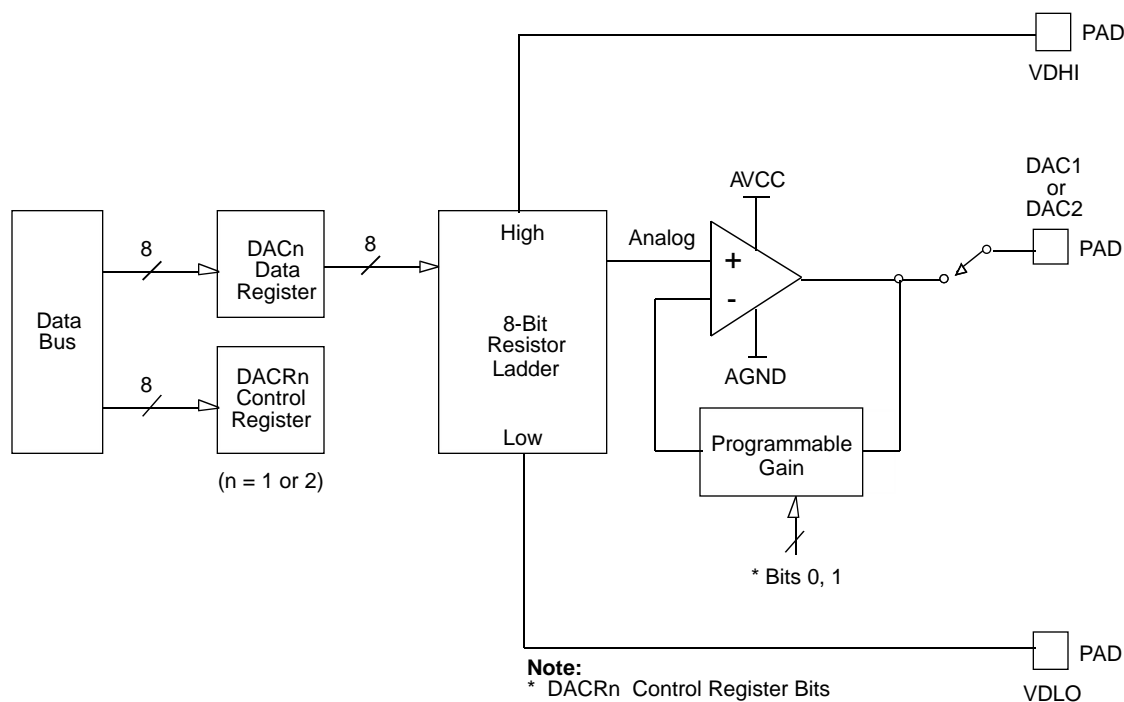 PAD
VDHI
DAC1
or
DAC2
PAD
AVCC
Analog
+
-
AGND
Data
Bus
8
DACn
Data
Register
8
8
DACRn
Control
Register
(n = 1 or 2)
High
8-Bit
Resistor
Ladder
Low
Programmable
Gain
* Bits 0, 1
Note:
* DACRn Control Register Bits
PAD
VDLO